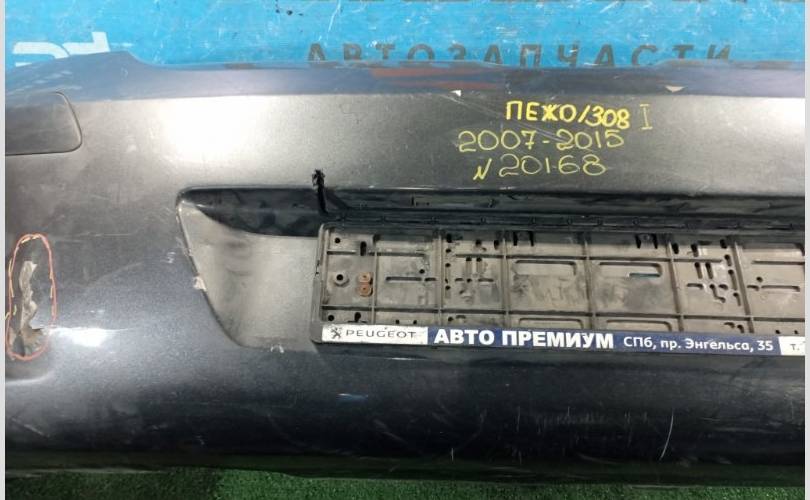 АВТОЗАПЧАСТИ
ПЕЖО/308 I
2007-2015
N 20168
PEUGEOT АВТО ПРЕМИУМ СПб, пр. Энгельса, 35 т.